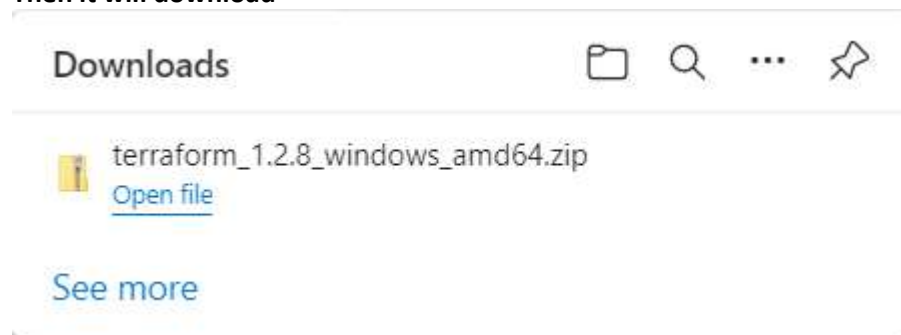 Then it will download
Downloads
terraform_1.2.8_windows_amd64.zip
Open file
See more